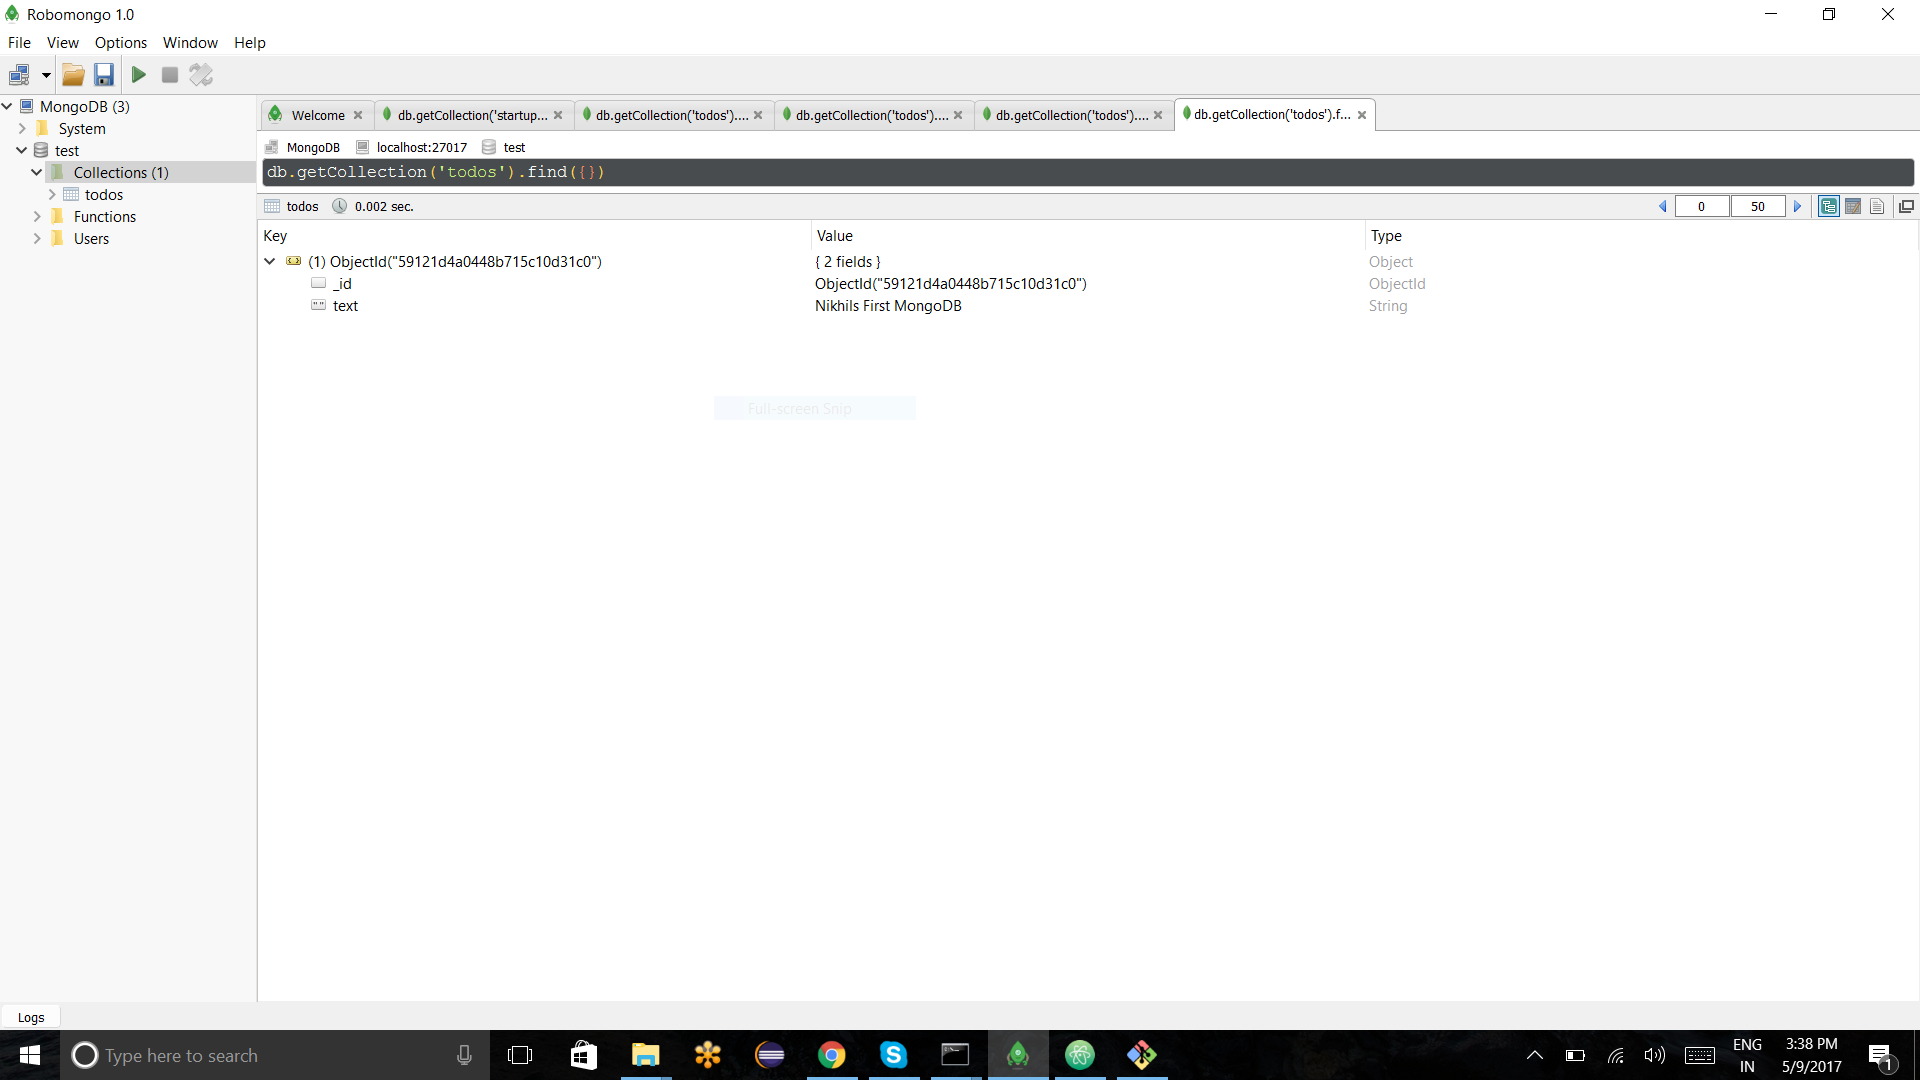 Robomongo 1.0
File View Options Window Help
MongoDB (3)
System
test
Collections (1)
todos
Functions
Users
Welcome db.getCollection('startup... db.getCollection('todos').... db.getCollection('todos').... db.getCollection('todos').... db.getCollection('todos').f...
MongoDB localhost:27017 test
db.getCollection('todos').find({})
todos 0.002 sec. 0 50
Key Value Type
(1) ObjectId("59121d4a0448b715c10d31c0") { 2 fields } Object
_id ObjectId("59121d4a0448b715c10d31c0") ObjectId
text Nikhils First MongoDB String
Full-screen Snip
Logs
Type here to search
ENG
IN
3:38 PM
5/9/2017
1